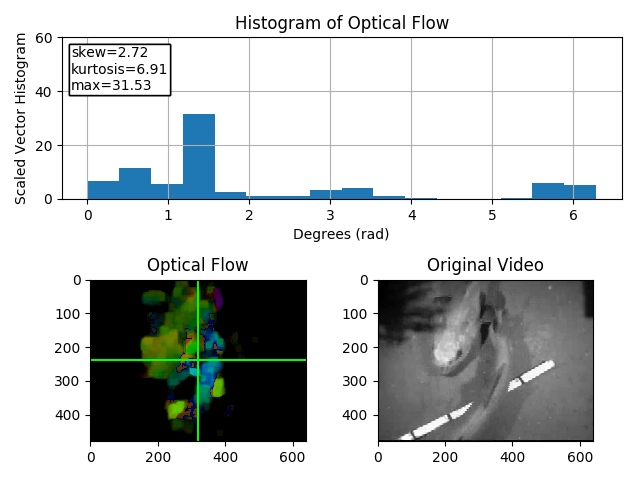 Histogram of Optical Flow
Scaled Vector Histogram
60
40
20
0
skew=2.72
kurtosis=6.91
max=31.53
0 1 2 3 4 5 6
Degrees (rad)
Optical Flow
0
100
200
300
400
0 200 400 600
Original Video
0
100
200
300
400
0 200 400 600